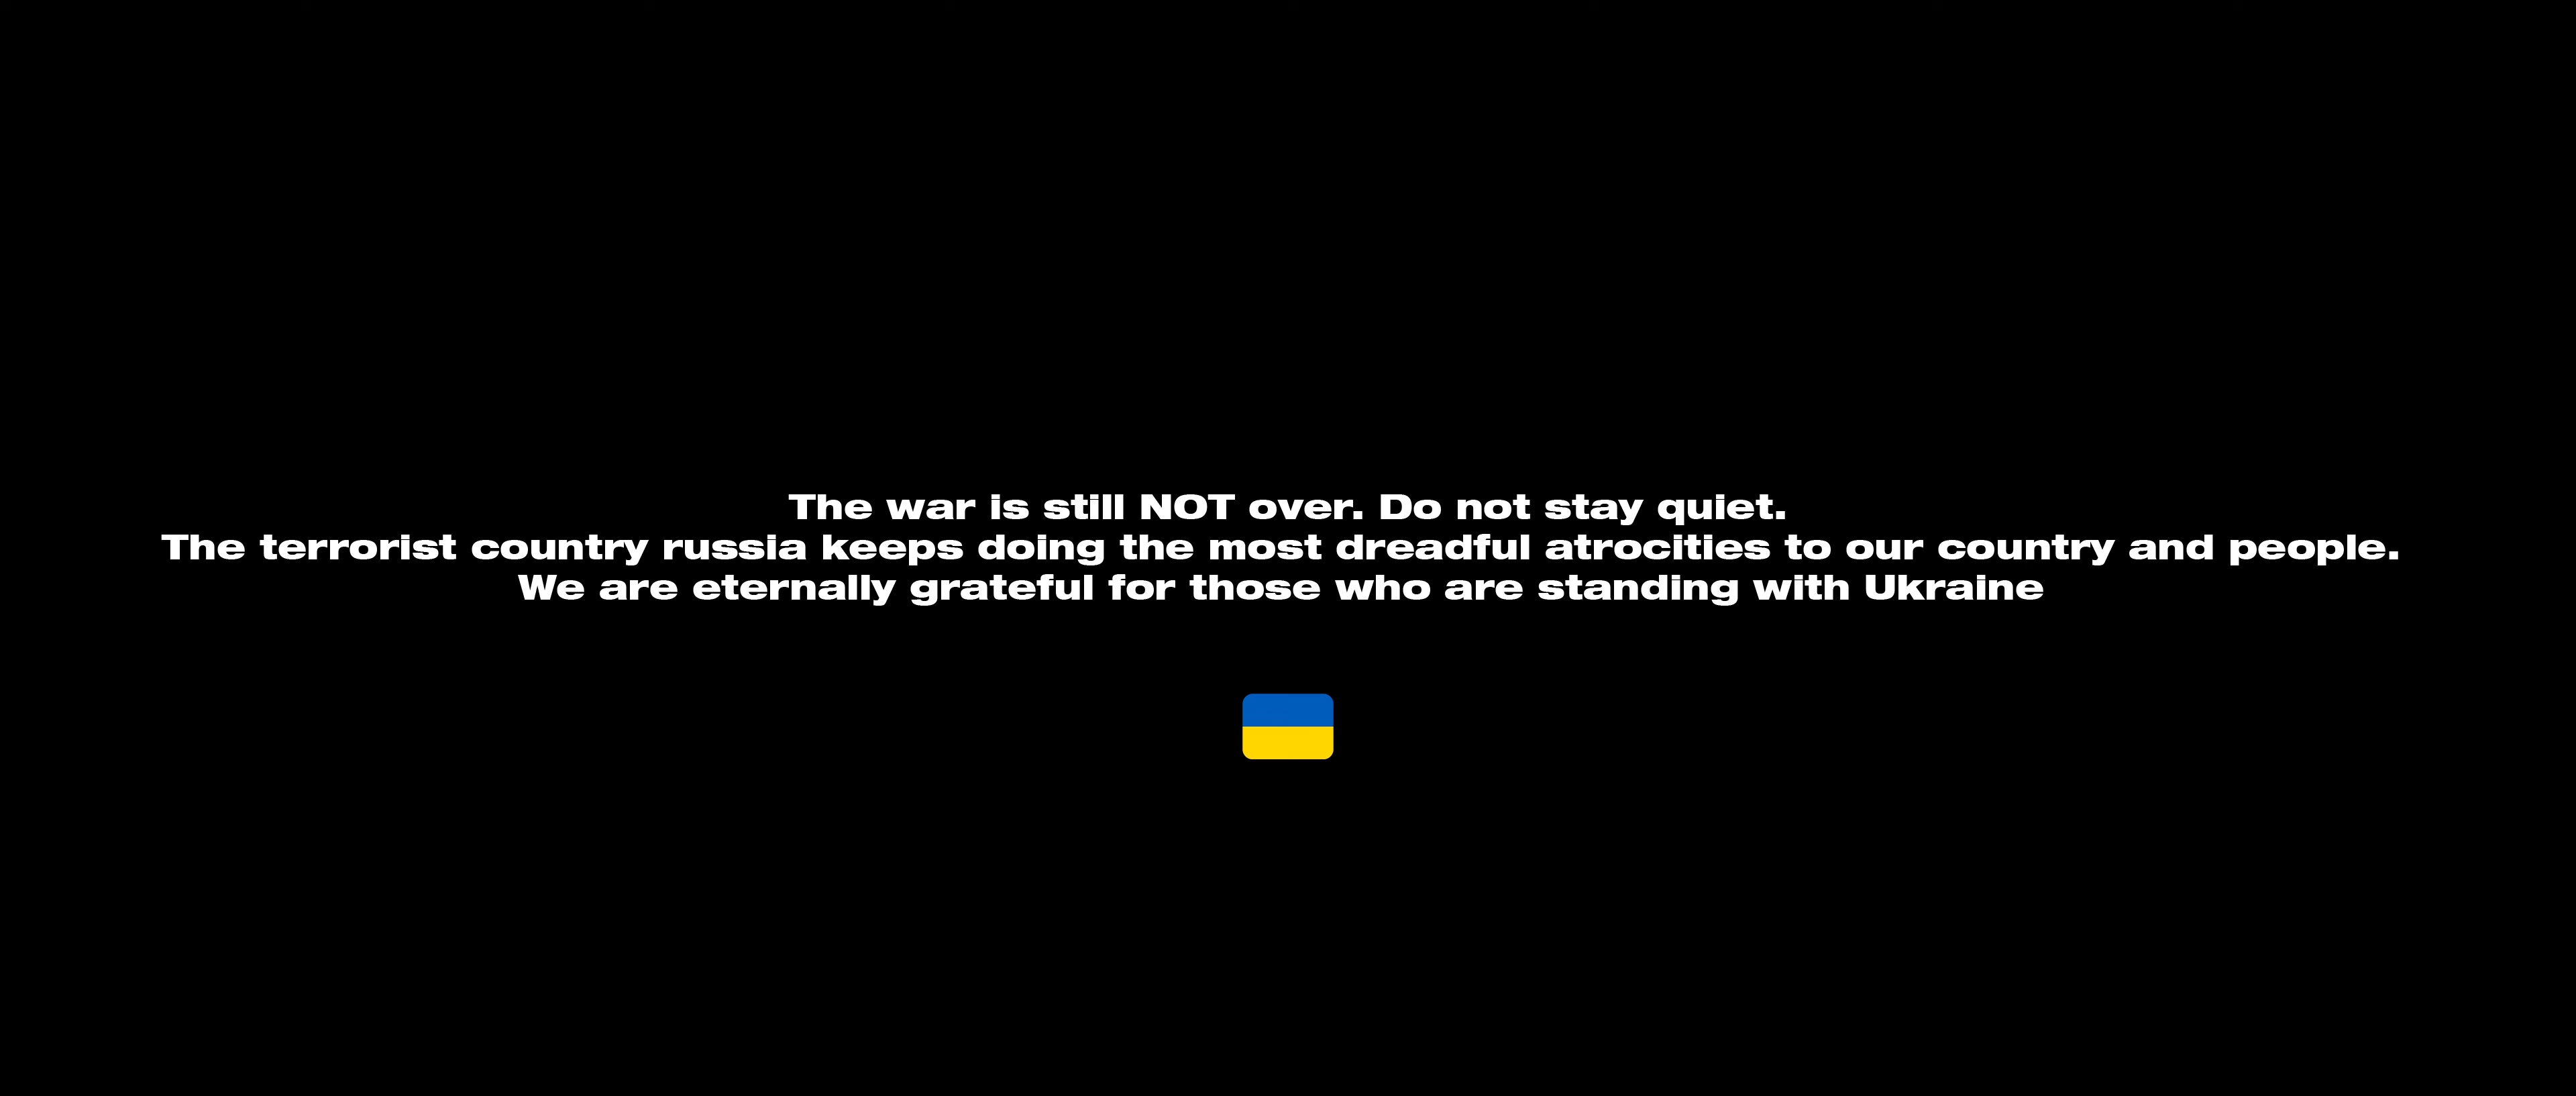 The war is still NOT over. Do not stay quiet.
The terrorist country russia keeps doing the most dreadful atrocities to our country and people.
We are eternally grateful for those who are standing with Ukraine